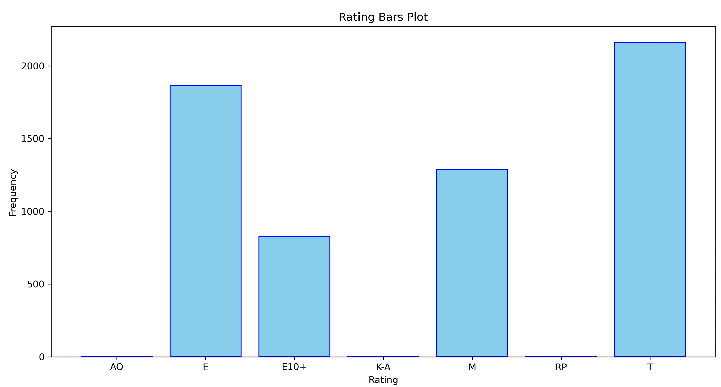 Rating Bars Plot
2000
1500
1000
500
0
Frequency
AO
E
E10+
K-A
M
RP
T
Rating